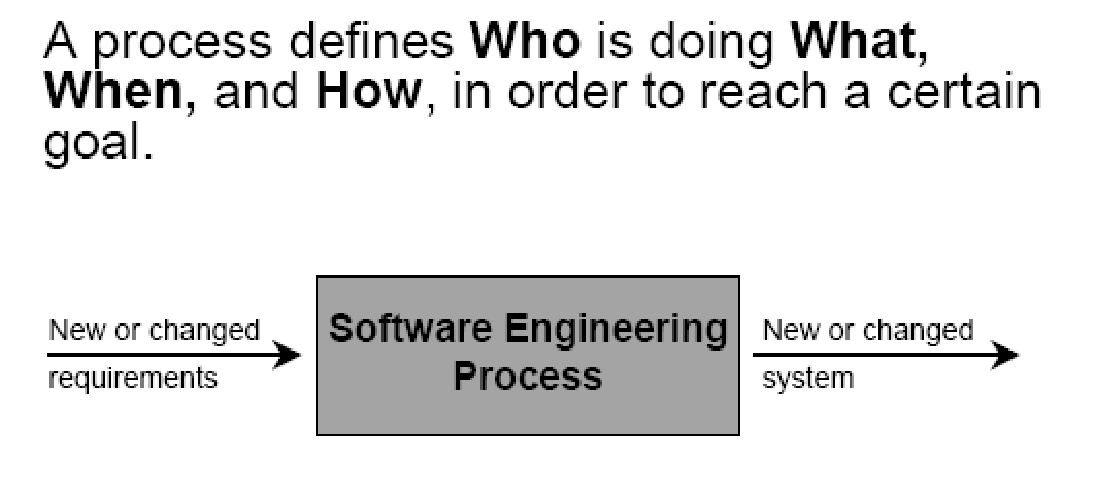 A process defines Who is doing What,
When, and How, in order to reach a certain
goal.
New or changed
requirements
Software Engineering
Process
New or changed
system